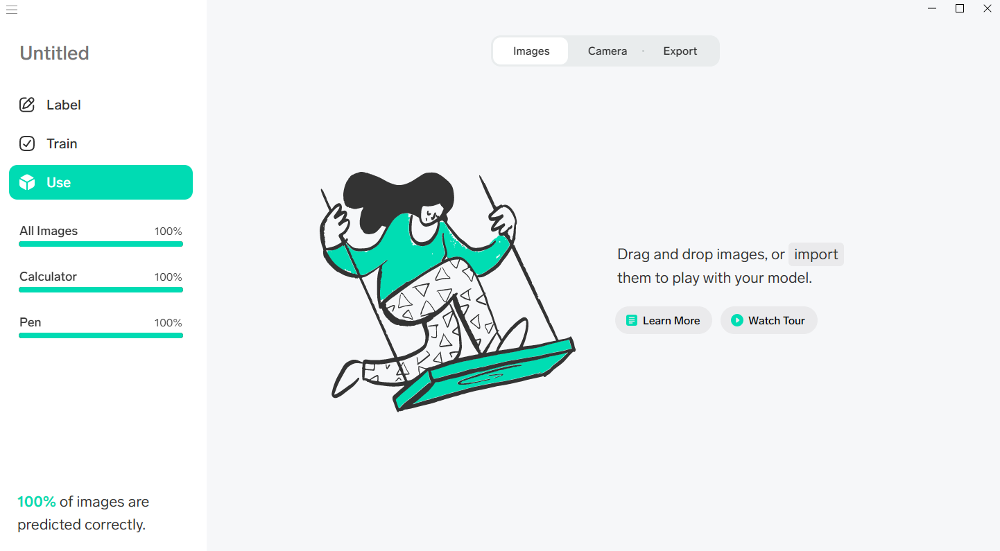 Untitled
Label
Train
Use
All Images 100%
Calculator 100%
Pen 100%
100% of images are
predicted correctly.
Images Camera Export
Drag and drop images, or import
them to play with your model.
Learn More Watch Tour